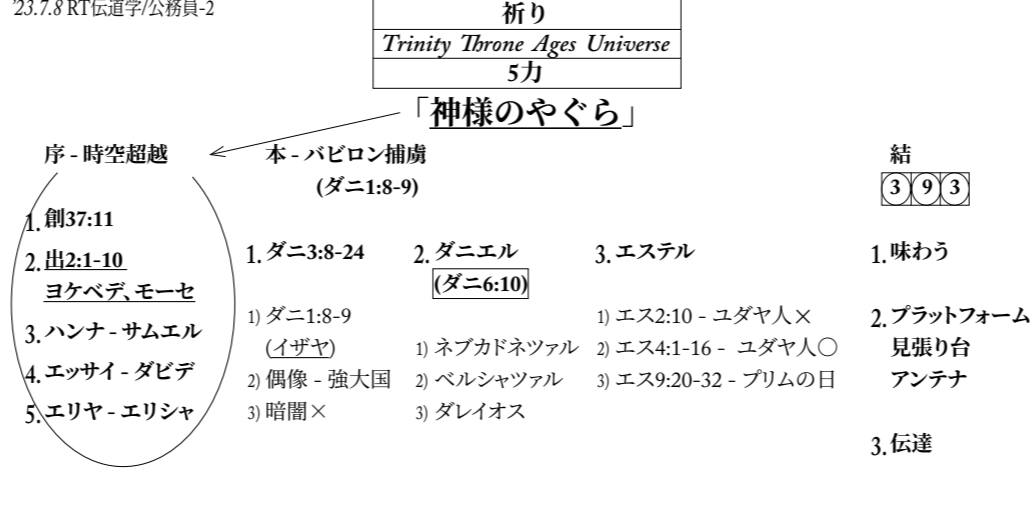 '23.7.8 RT伝道学/公務員-2
祈り
Trinity Throne Ages Universe
5力
「神様のやぐら」
序 - 時空超越
1. 創37:11
2. 出2:1-10
ヨケベデ、モーセ
3. ハンナ - サムエル
4. エッサイ - ダビデ
5. エリヤ - エリシャ
本 - バビロン捕虜
(ダニ1:8-9)
1. ダニ3:8-24
1) ダニ1:8-9
(イザヤ)
2) 偶像 - 強大国
3) 暗闇×
2. ダニエル
(ダニ6:10)
1) ネブカドネツァル
2) ベルシャツァル
3) ダレイオス
3. エステル
1) エス2:10 - ユダヤ人×
2) エス4:1-16 - ユダヤ人〇
3) エス9:20-32 - プリムの日
結
3 9 3
1. 味わう
2. プラットフォーム
見張り台
アンテナ
3. 伝達